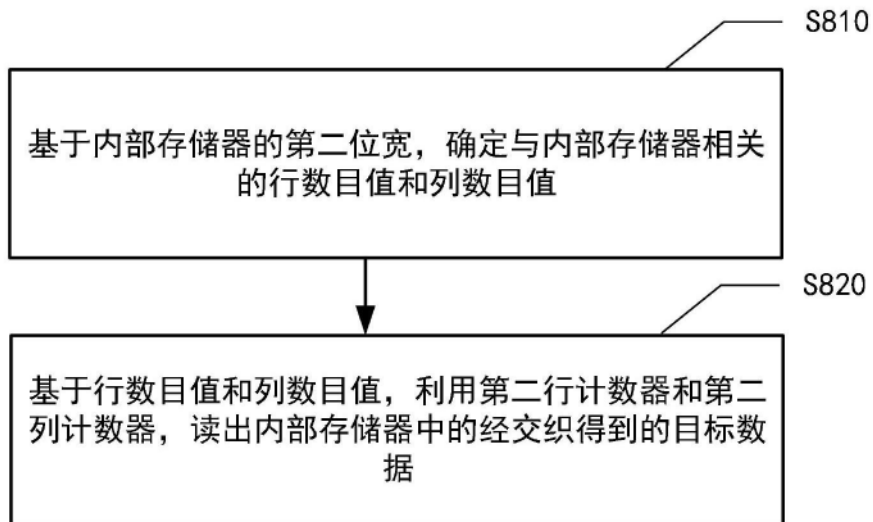 S810
基于内部存储器的第二位宽，确定与内部存储器相关
的行数目值和列数目值
S820
基于行数目值和列数目值，利用第二行计数器和第二
列计数器，读出内部存储器中的经交织得到的目标数
据